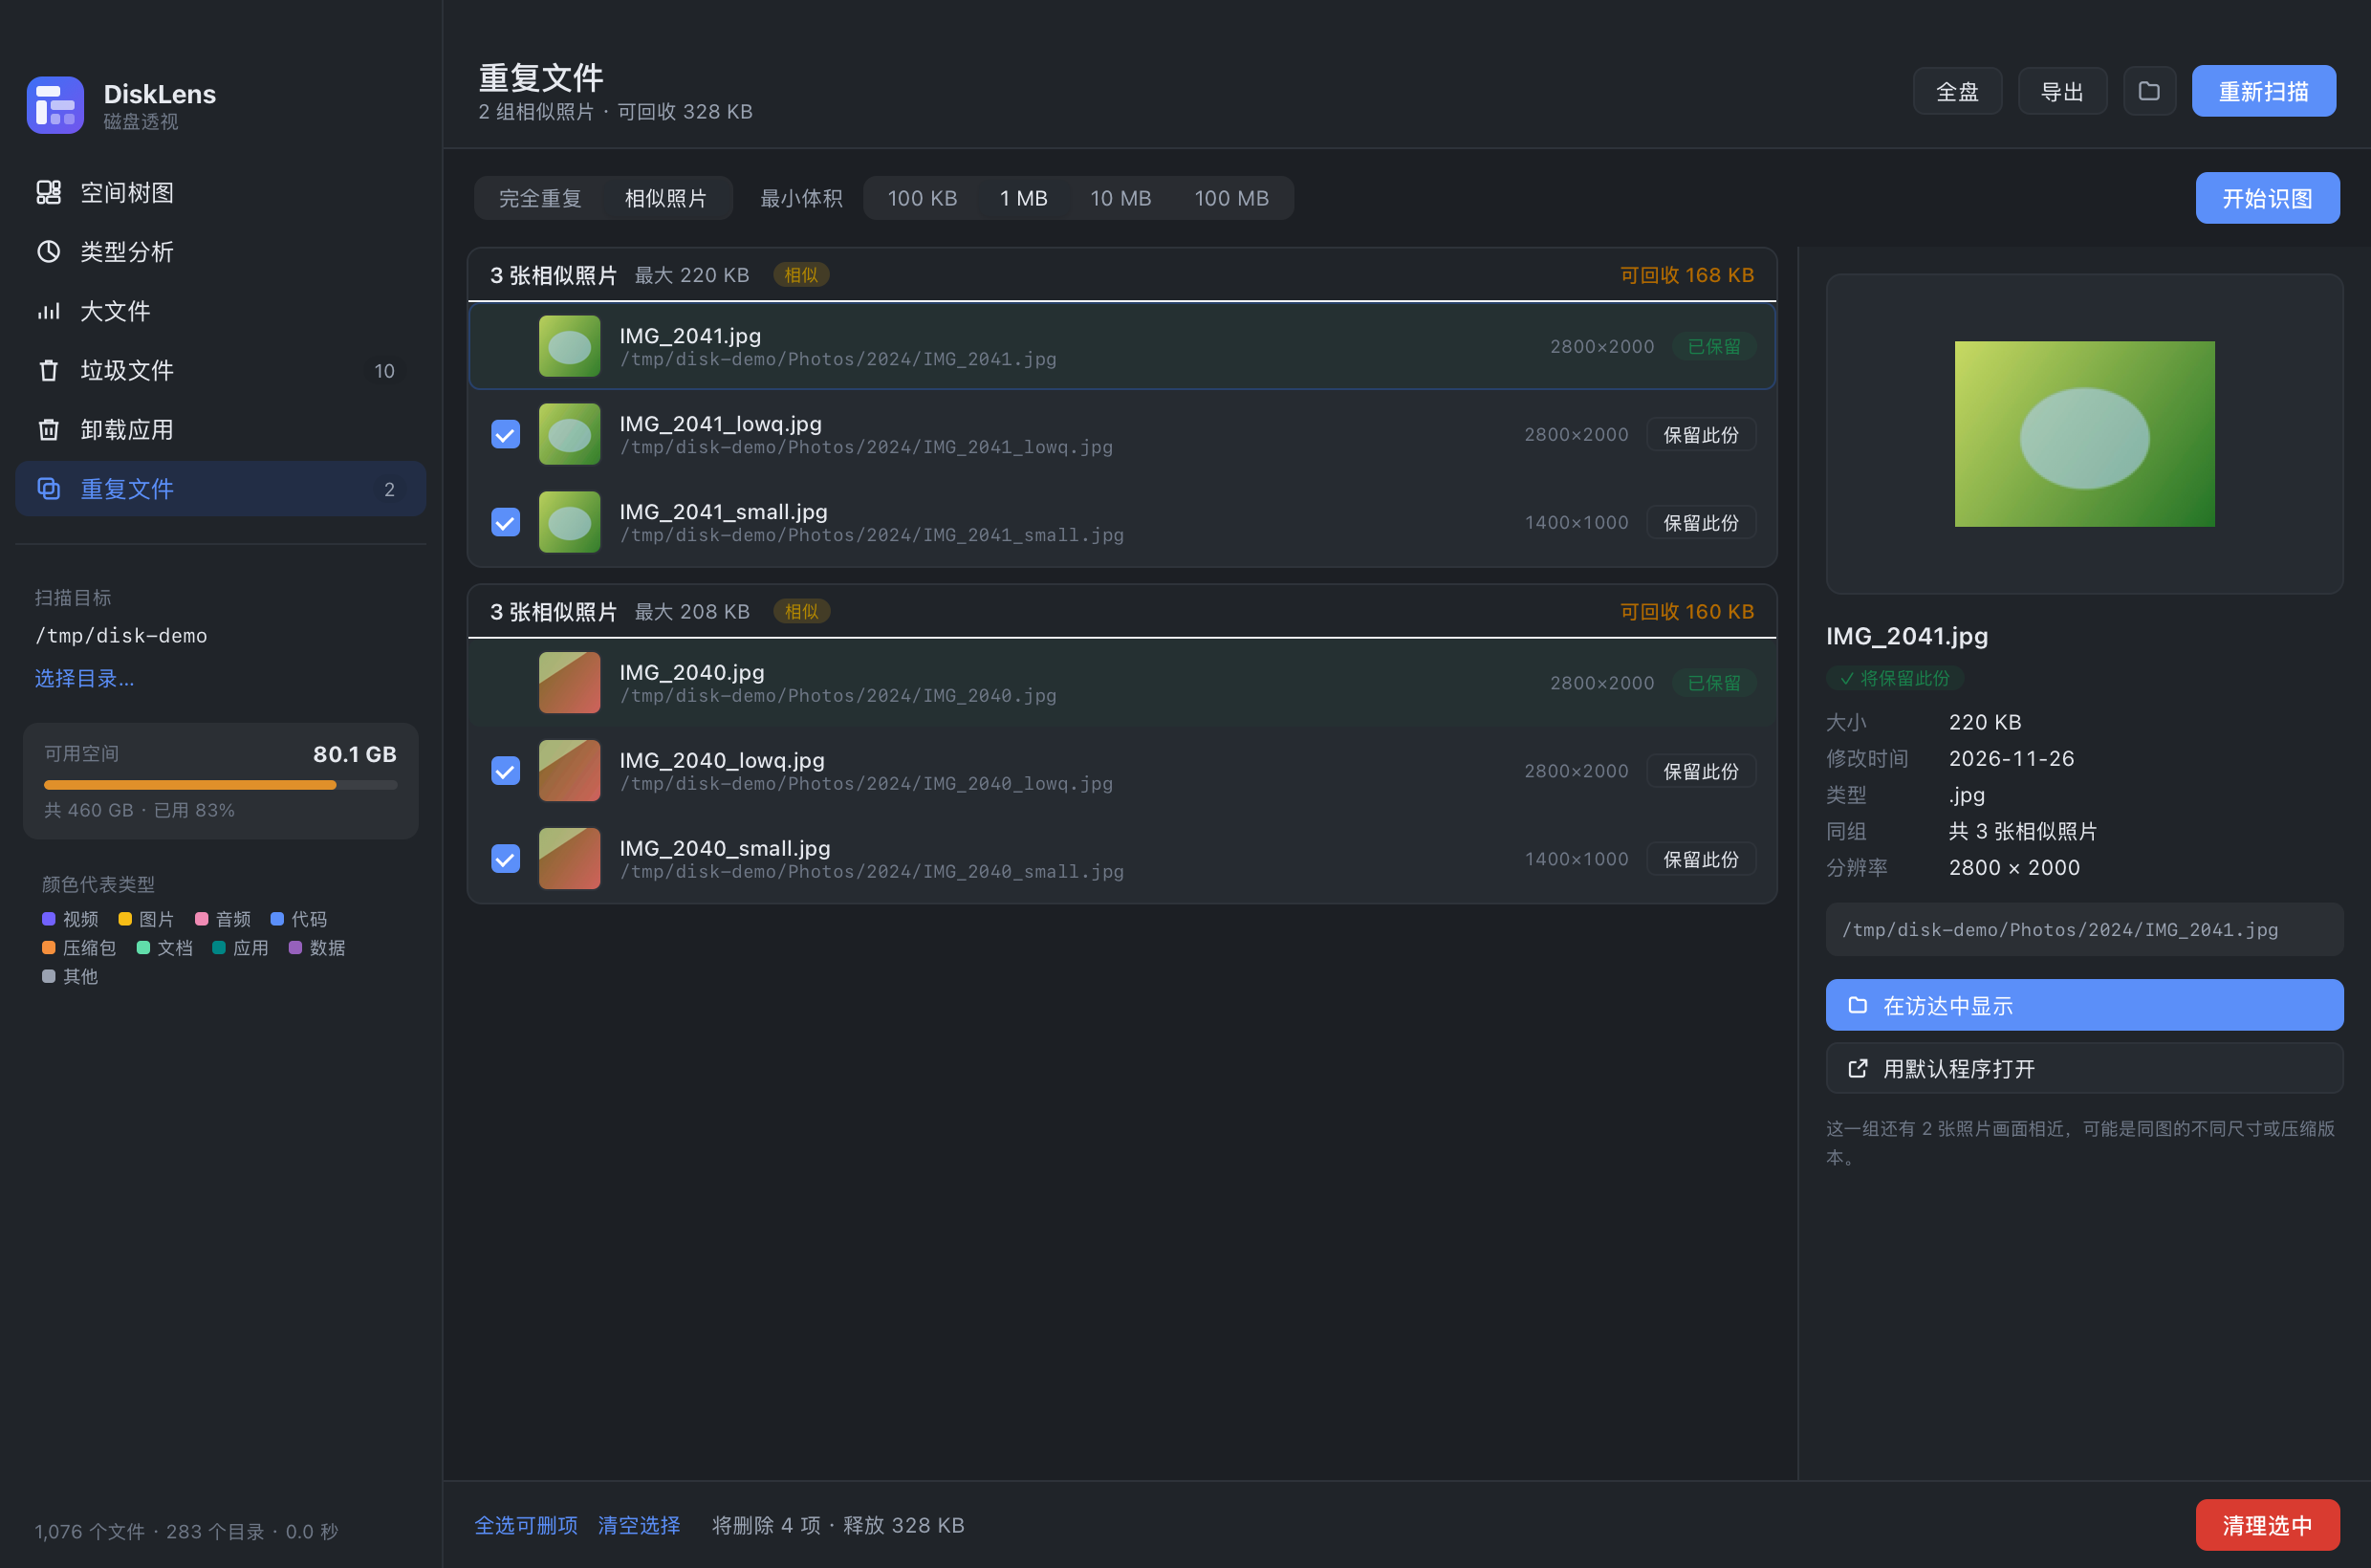 DiskLens
磁盘透视
空间树图
类型分析
大文件
垃圾文件 10
卸载应用
重复文件 2
扫描目标
/tmp/disk-demo
选择目录...
可用空间 80.1 GB
共 460 GB · 已用 83%
颜色代表类型
视频 图片 音频 代码
压缩包 文档 应用 数据
其他
1,076 个文件 · 283 个目录 · 0.0 秒
重复文件
2 组相似照片 · 可回收 328 KB
全盘 导出 重新扫描
完全重复 相似照片 最小体积 100 KB 1 MB 10 MB 100 MB 开始识图
3 张相似照片 最大 220 KB 相似 可回收 168 KB
IMG_2041.jpg
/tmp/disk-demo/Photos/2024/IMG_2041.jpg
2800×2000 已保留
IMG_2041_lowq.jpg
/tmp/disk-demo/Photos/2024/IMG_2041_lowq.jpg
2800×2000 保留此份
IMG_2041_small.jpg
/tmp/disk-demo/Photos/2024/IMG_2041_small.jpg
1400×1000 保留此份
3 张相似照片 最大 208 KB 相似 可回收 160 KB
IMG_2040.jpg
/tmp/disk-demo/Photos/2024/IMG_2040.jpg
2800×2000 已保留
IMG_2040_lowq.jpg
/tmp/disk-demo/Photos/2024/IMG_2040_lowq.jpg
2800×2000 保留此份
IMG_2040_small.jpg
/tmp/disk-demo/Photos/2024/IMG_2040_small.jpg
1400×1000 保留此份
IMG_2041.jpg
✓ 将保留此份
大小 220 KB
修改时间 2026-11-26
类型 .jpg
同组 共 3 张相似照片
分辨率 2800 × 2000
/tmp/disk-demo/Photos/2024/IMG_2041.jpg
在访达中显示
用默认程序打开
这一组还有 2 张照片画面相近，可能是同图的不同尺寸或压缩版
本。
全选可删项 清空选择 将删除 4 项 · 释放 328 KB 清理选中